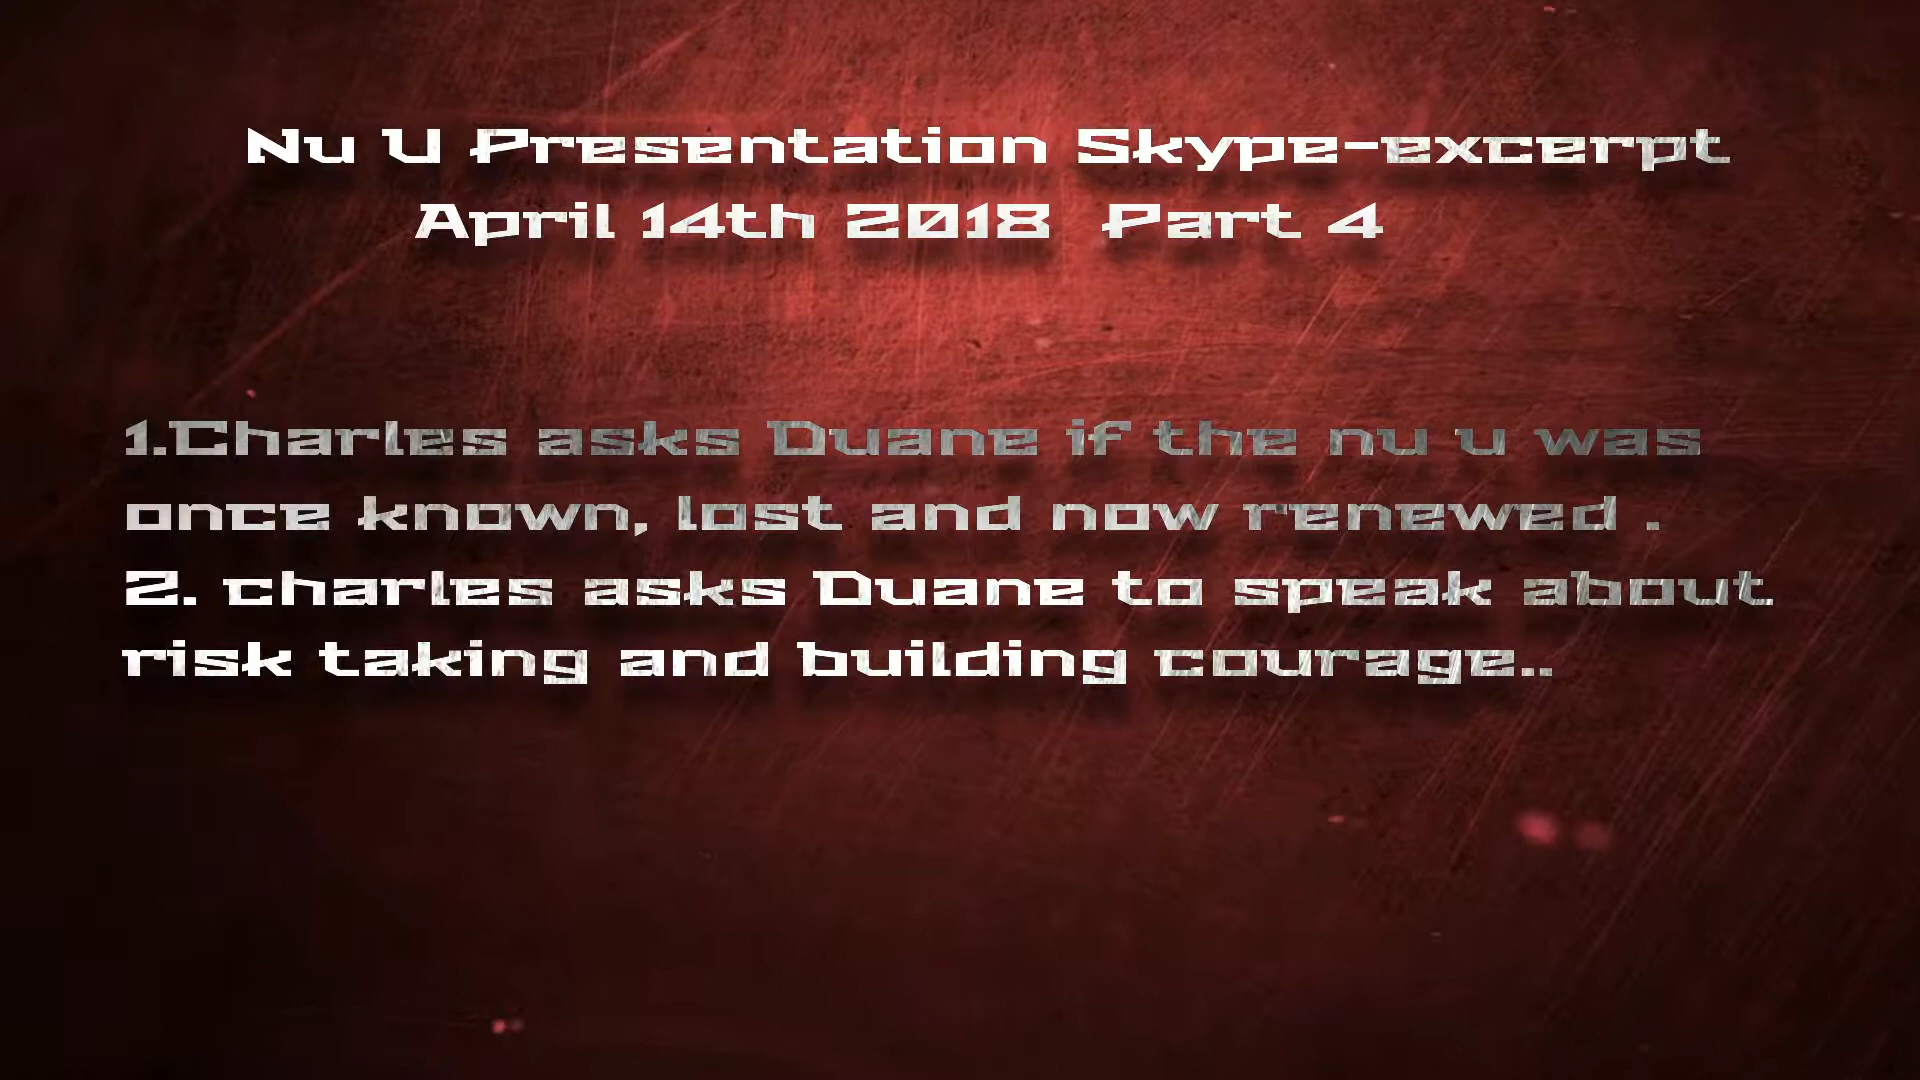 Nu U Presentation Skype-excerpt
April 14th 2018 Part 4
1.Charles asks Duane if the nu u was
once known, lost and now renewed .
2. charles asks Duane to speak about
risk taking and building courage..